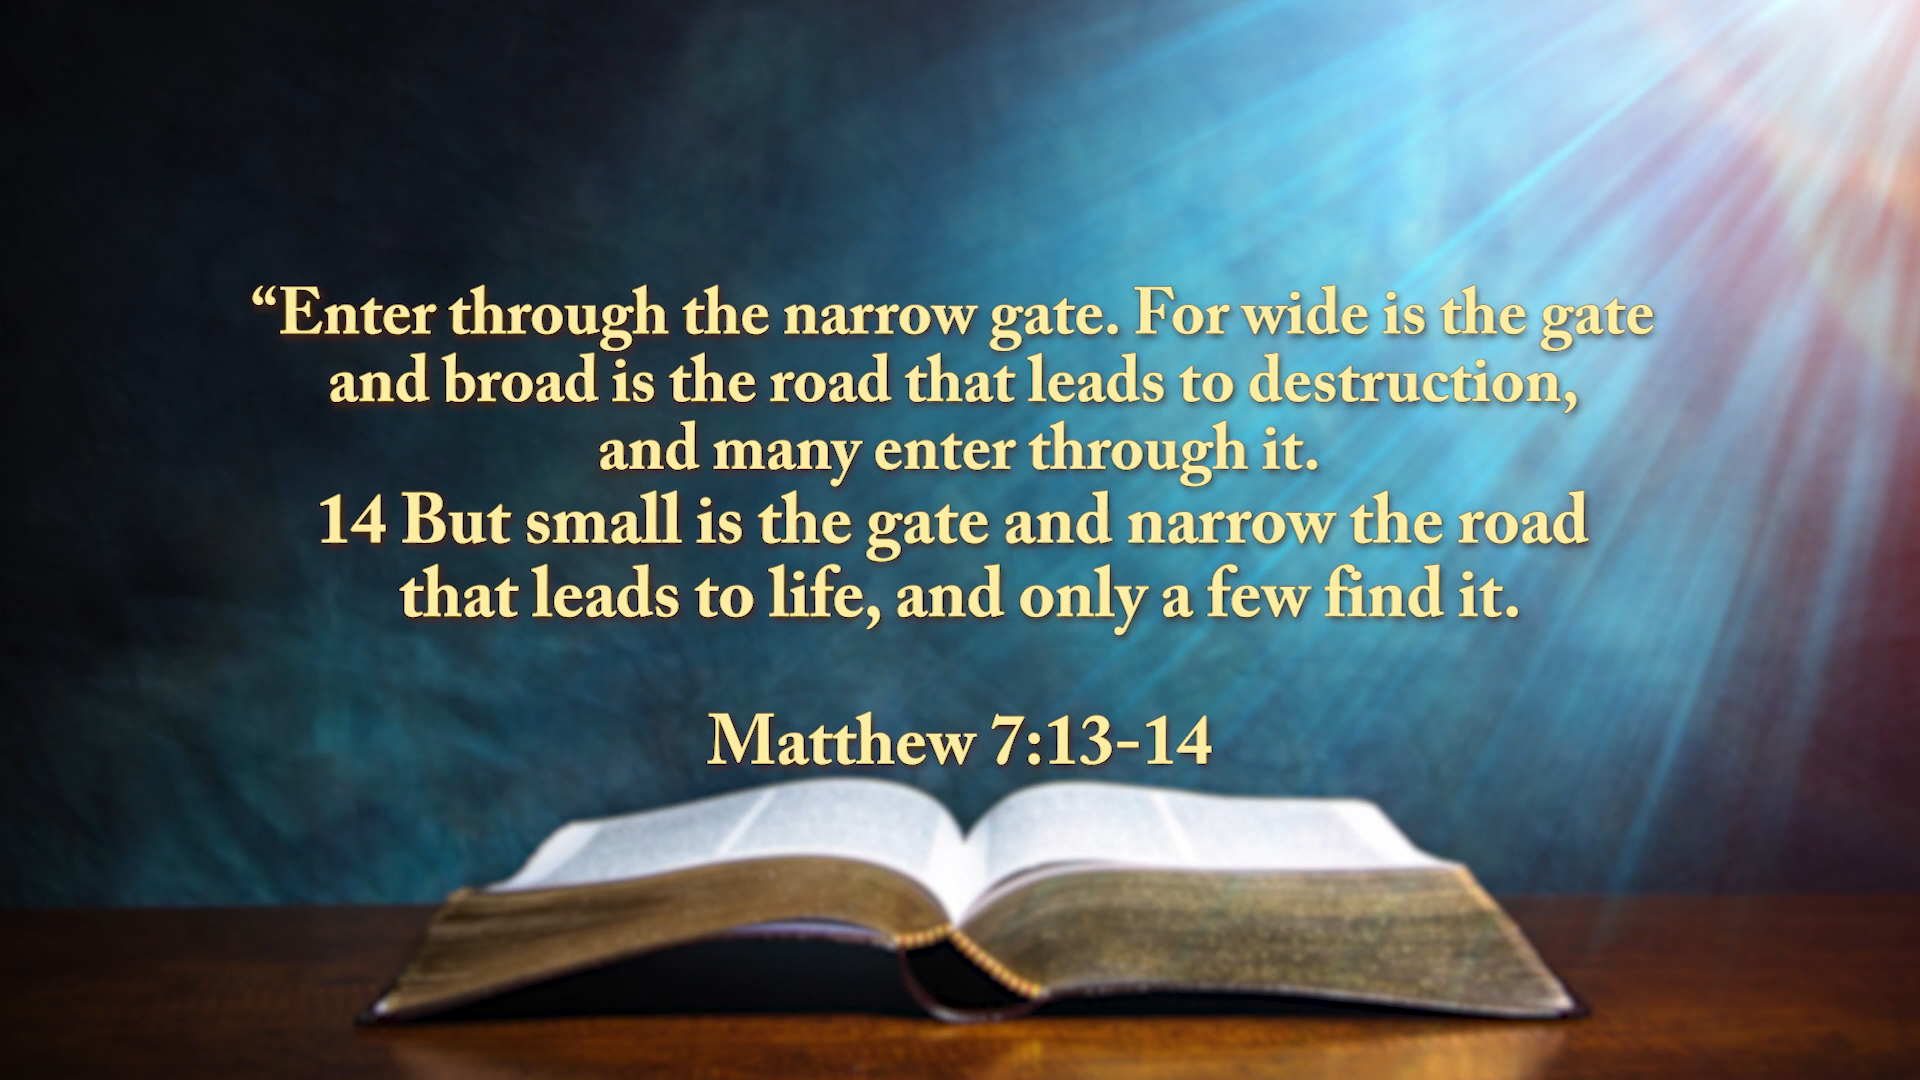 “Enter through the narrow gate. For wide is the gate
and broad is the road that leads to destruction,
and many enter through it.
14 But small is the gate and narrow the road
that leads to life, and only a few find it.
Matthew 7:13-14